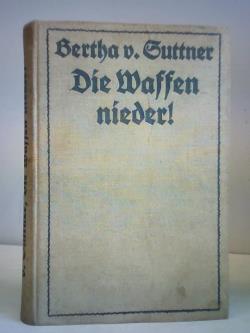 Bertha v. Suttner
Die Waffen
nieder!